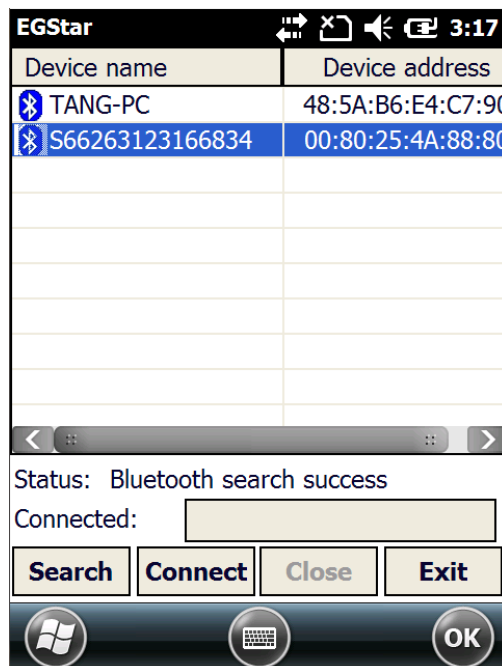 EGStar 3:17
Device name Device address
TANG-PC 48:5A:B6:E4:C7:90
S66263123166834 00:80:25:4A:88:80
Status: Bluetooth search success
Connected:
Search Connect Close Exit
OK